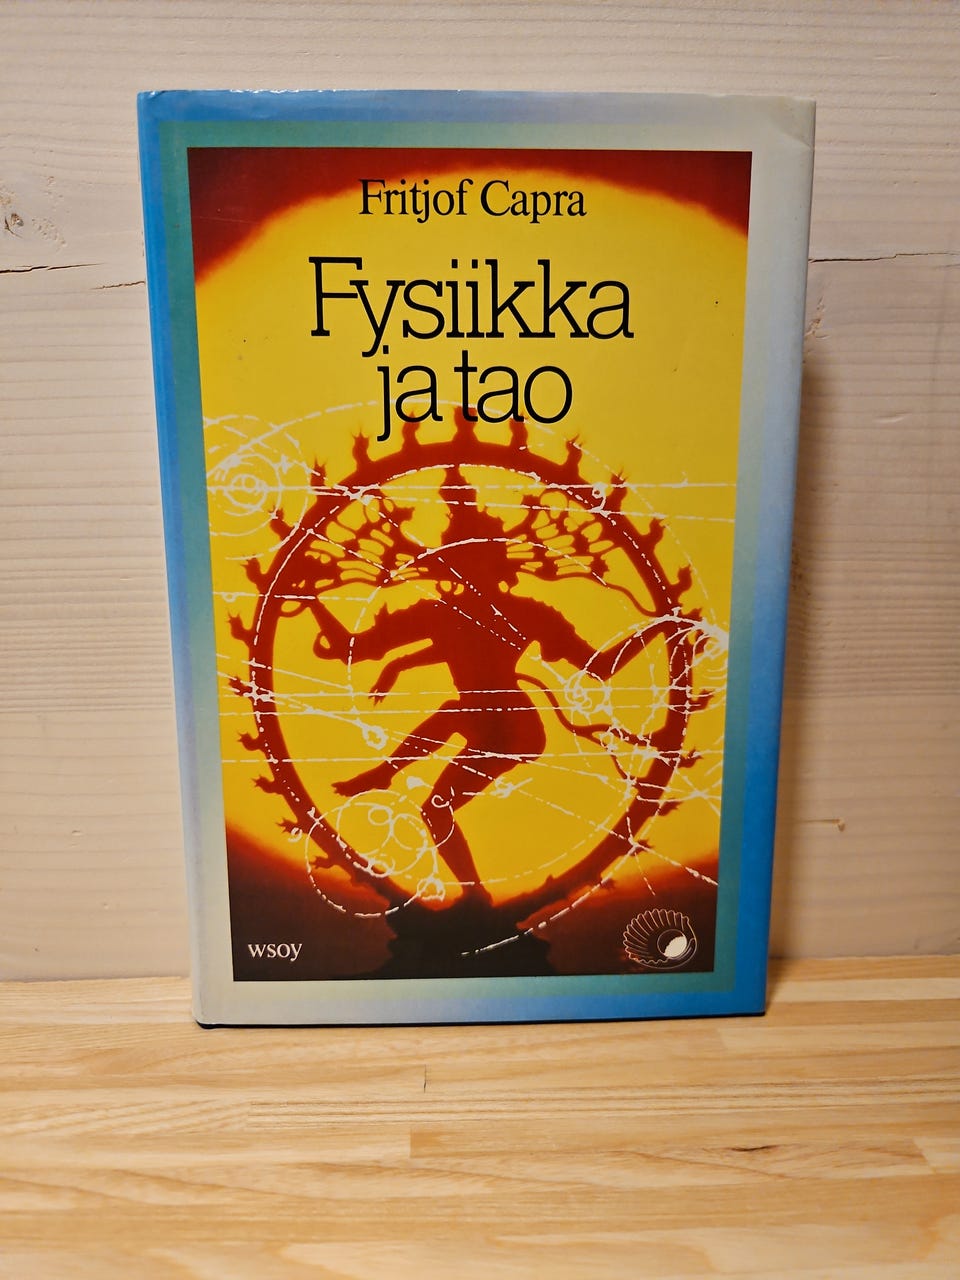 Fritjof Capra
Fysiikka
ja tao
wsoy